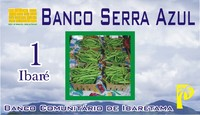 BANCO SERRA AZUL
1
Ibaré
BANCO COMUNITÁRIO DE IBARETAMA